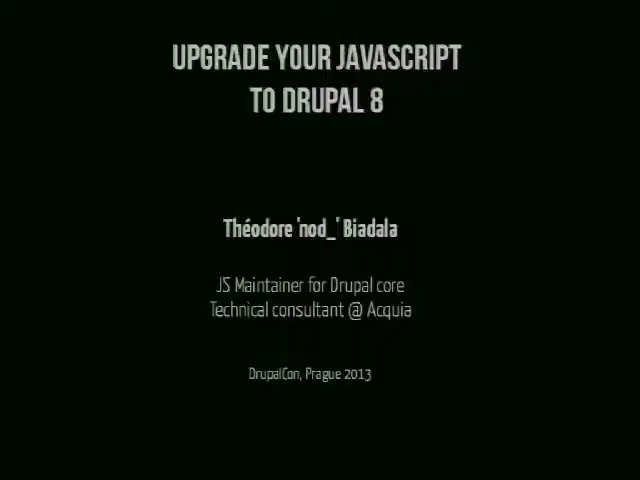 UPGRADE YOUR JAVASCRIPT
TO DRUPAL 8
Théodore 'nod_' Biadala
JS Maintainer for Drupal core
Technical consultant @ Acquia
DrupalCon, Prague 2013